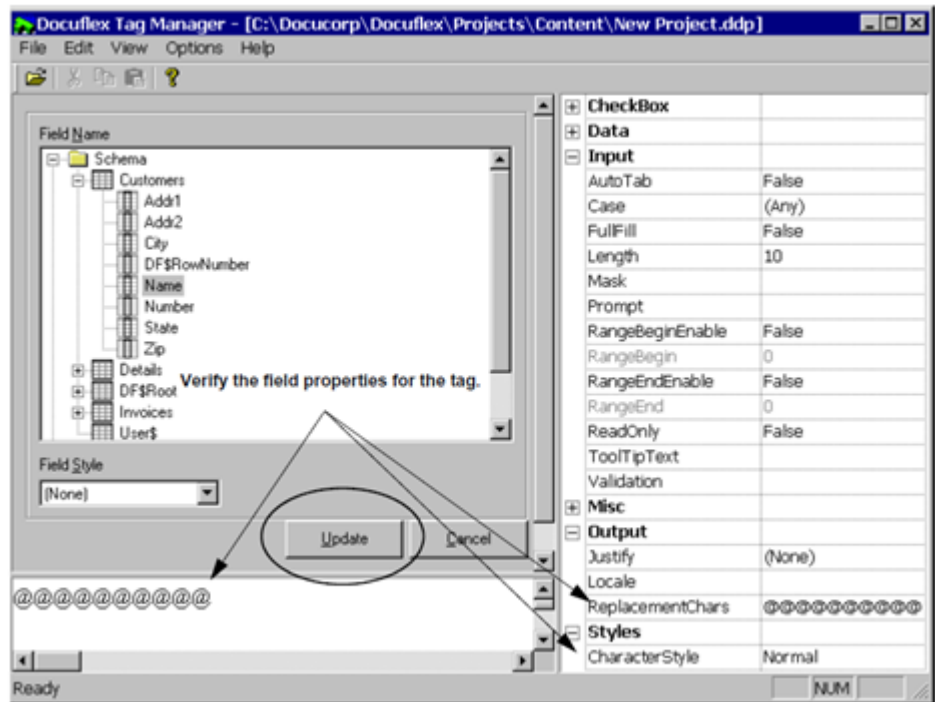 Docuflex Tag Manager - [C:\Docucorp\Docuflex\Projects\Content\New Project.ddp]
File Edit View Options Help
Field Name
Schema
Customers
Addr1
Addr2
City
DF$RowNumber
Name
Number
State
Zip
Details
DF$Root
Invoices
User$
Verify the field properties for the tag.
Field Style
(None)
Update Cancel
@@@@@@@@@@
CheckBox
Data
Input
AutoTab False
Case (Any)
FullFill False
Length 10
Mask
Prompt
RangeBeginEnable False
RangeBegin 0
RangeEndEnable False
RangeEnd 0
ReadOnly False
ToolTipText
Validation
Misc
Output
Justify (None)
Locale
ReplacementChars @@@@@@@@@@
Styles
CharacterStyle Normal
Ready NUM